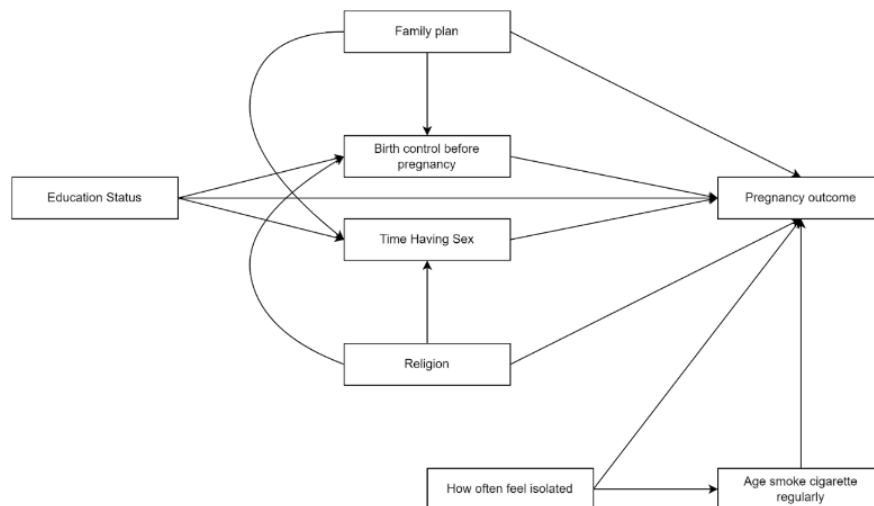 Family plan
Birth control before
pregnancy
Education Status
Pregnancy outcome
Time Having Sex
Religion
How often feel isolated
Age smoke cigarette
regularly